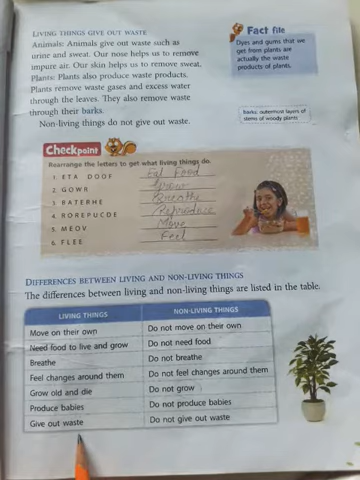 LIVING THINGS GIVE OUT WASTE
Animals: Animals give out waste such as
urine and sweat. Our nose helps us to remove
impure air. Our skin helps us to remove sweat.
Plants: Plants also produce waste products.
Plants remove waste gases and excess water
through the leaves. They also remove waste
through their barks.
Non-living things do not give out waste.
Fact file
Dyes and gums that we
get from plants are
actually the waste
products of plants.
barks: outermost layers of
stems of woody plants
Checkpoint
Rearrange the letters to get what living things do.
1. ETA DOOF Eat food
2. GOWR Grow
3. RATEBHE Breathe
4. ROREPUCDE Reproduce
5. MEOV Move
6. FLEE Feel
DIFFERENCES BETWEEN LIVING AND NON-LIVING THINGS
The differences between living and non-living things are listed in the table.
LIVING THINGS NON-LIVING THINGS
Move on their own Do not move on their own
Need food to live and grow Do not need food
Breathe Do not breathe
Feel changes around them Do not feel changes around them
Grow old and die Do not grow
Produce babies Do not produce babies
Give out waste Do not give out waste